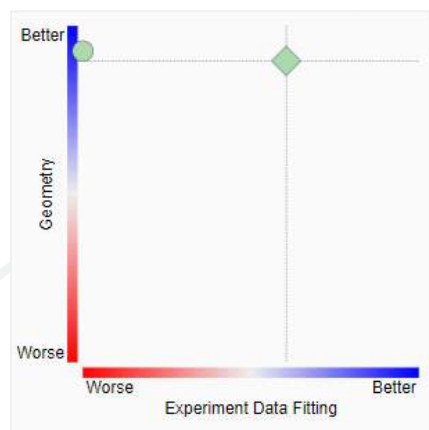 Better
Geometry
Worse
Worse
Better
Experiment Data Fitting